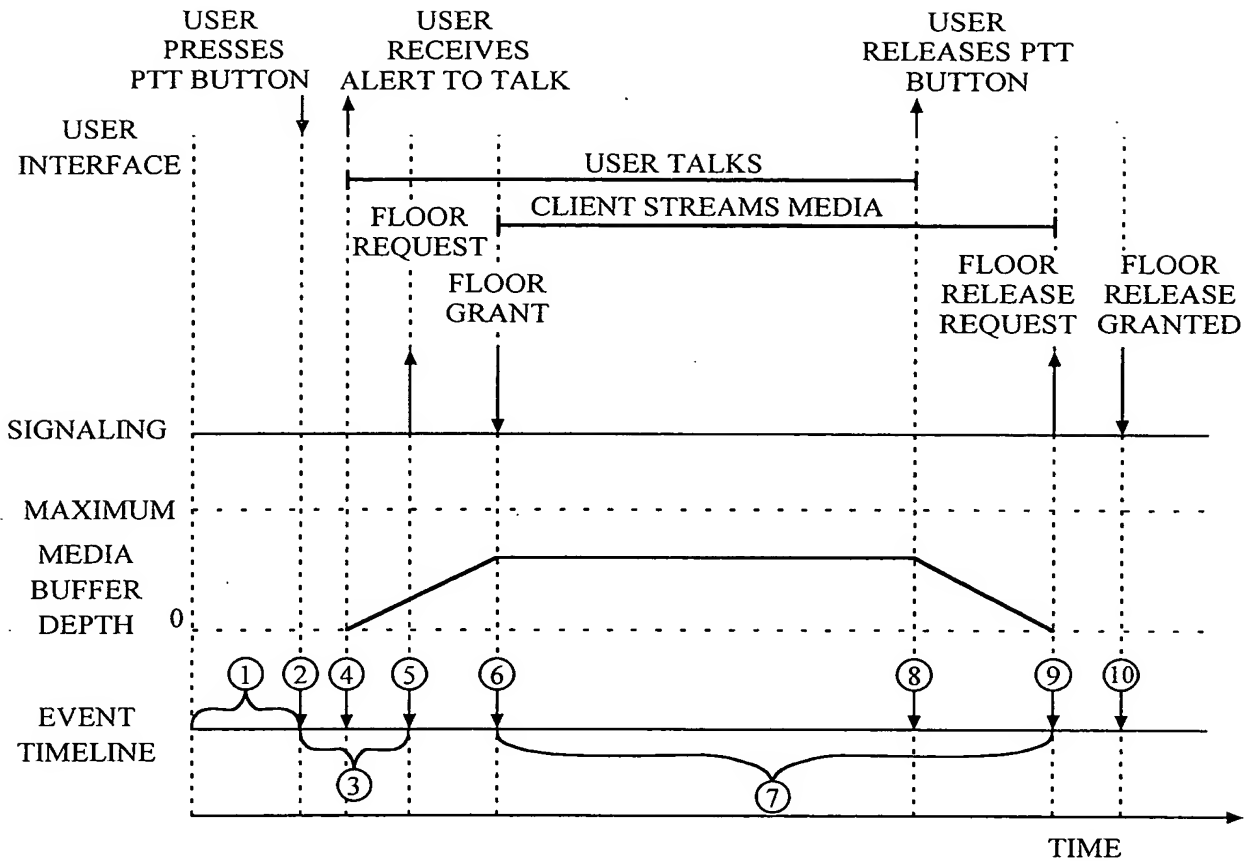 USER
PRESSES
PTT BUTTON
USER
RECEIVES
ALERT TO TALK
USER
RELEASES PTT
BUTTON
USER
INTERFACE
USER TALKS
CLIENT STREAMS MEDIA
FLOOR
REQUEST
FLOOR
GRANT
FLOOR
RELEASE
REQUEST
FLOOR
RELEASE
GRANTED
SIGNALING
MAXIMUM
MEDIA
BUFFER
DEPTH 0
1 2 4 5 6 8 9 10
EVENT
TIMELINE
3 7
TIME